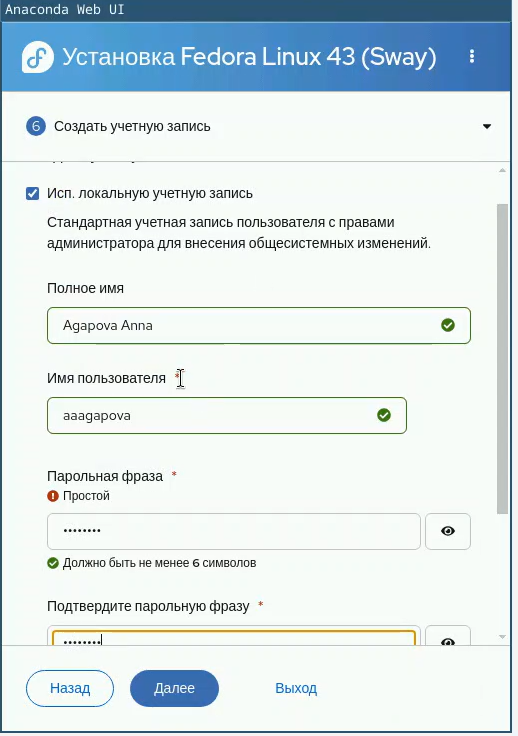 Anaconda Web UI
Установка Fedora Linux 43 (Sway)
6 Создать учетную запись
Исп. локальную учетную запись
Стандартная учетная запись пользователя с правами
администратора для внесения общесистемных изменений.
Полное имя
Agapova Anna
Имя пользователя *
aaagapova
Парольная фраза *
Простой
••••••••
Должно быть не менее 6 символов
Подтвердите парольную фразу *
••••••••
Назад
Далее
Выход